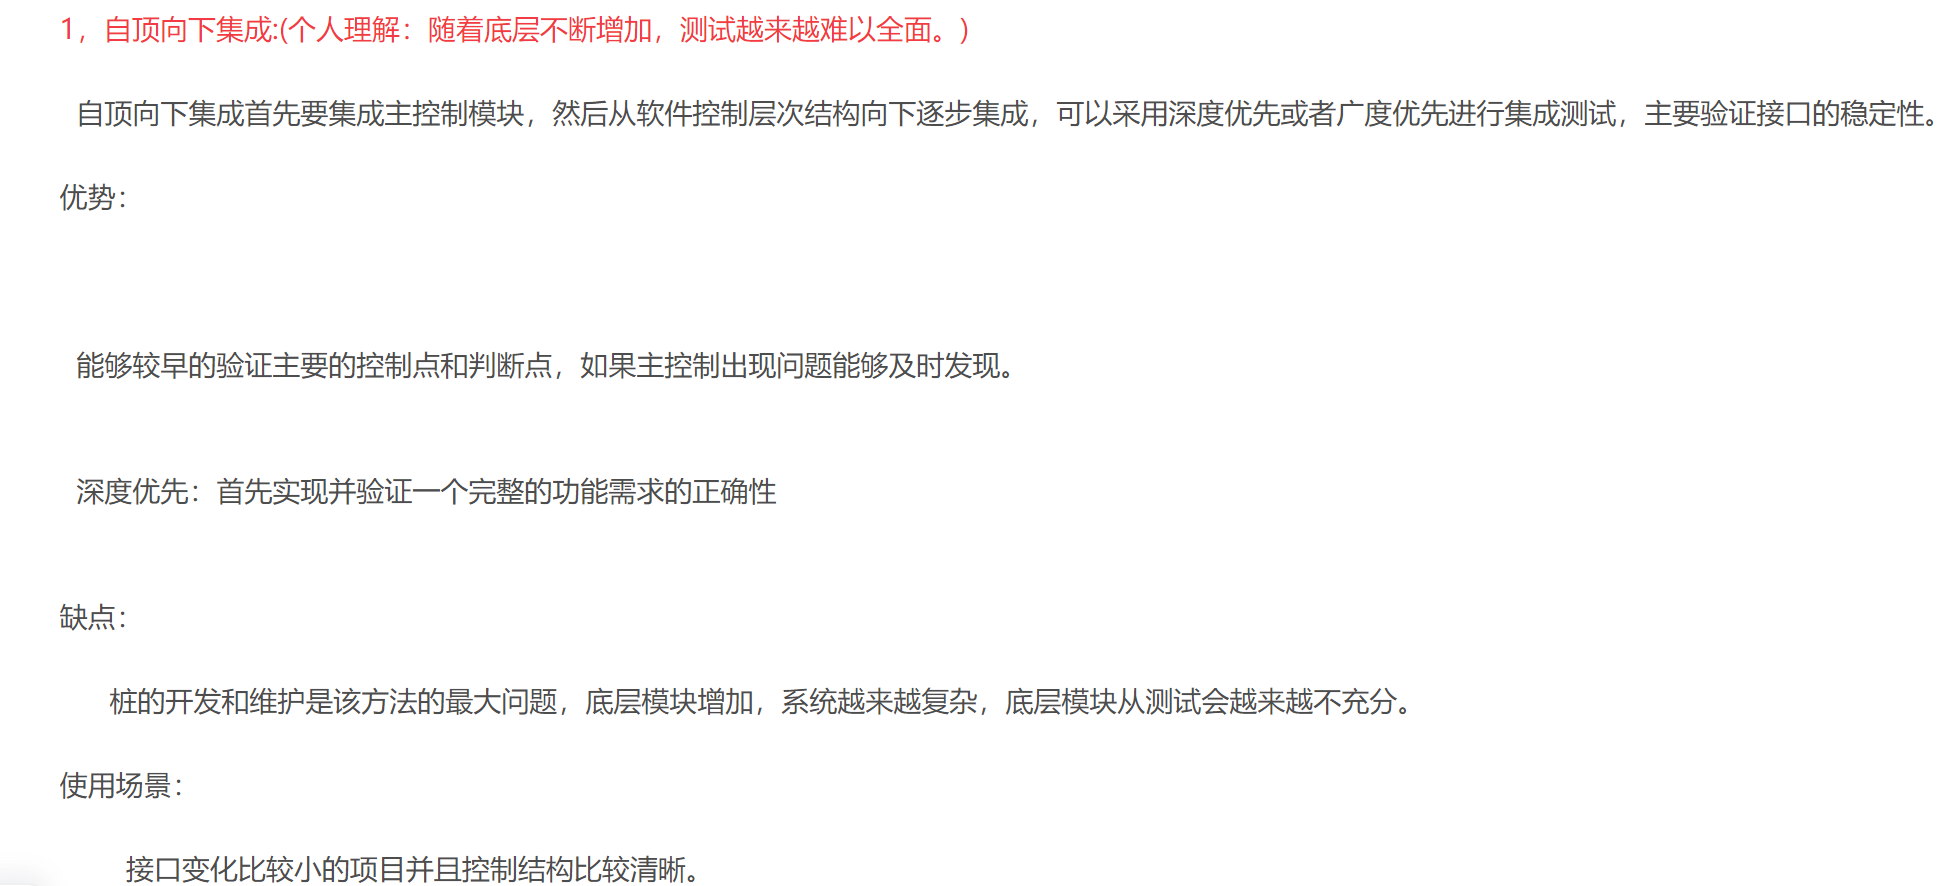 1，自顶向下集成:(个人理解：随着底层不断增加，测试越来越难以全面。)
自顶向下集成首先要集成主控制模块，然后从软件控制层次结构向下逐步集成，可以采用深度优先或者广度优先进行集成测试，主要验证接口的稳定性。
优势：
能够较早的验证主要的控制点和判断点，如果主控制出现问题能够及时发现。
深度优先：首先实现并验证一个完整的功能需求的正确性
缺点：
桩的开发和维护是该方法的最大问题，底层模块增加，系统越来越复杂，底层模块从测试会越来越不充分。
使用场景：
接口变化比较小的项目并且控制结构比较清晰。